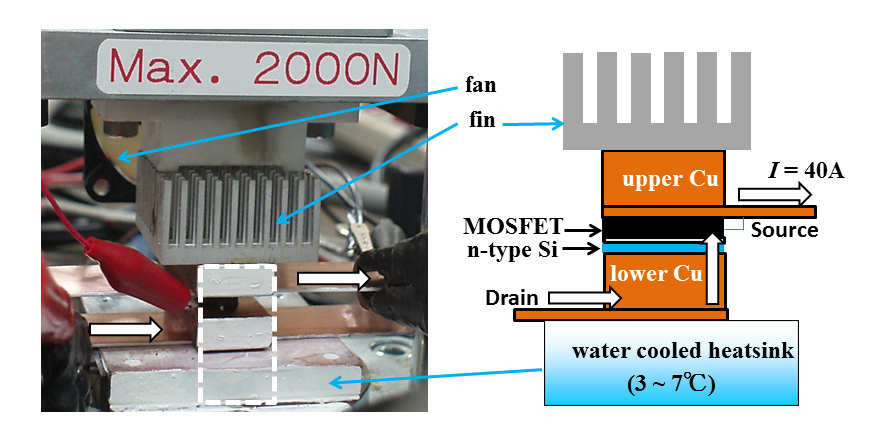 Max. 2000N
fan
fin
upper Cu
I = 40A
MOSFET
Source
n-type Si
lower Cu
Drain
water cooled heatsink
(3 ~ 7℃)